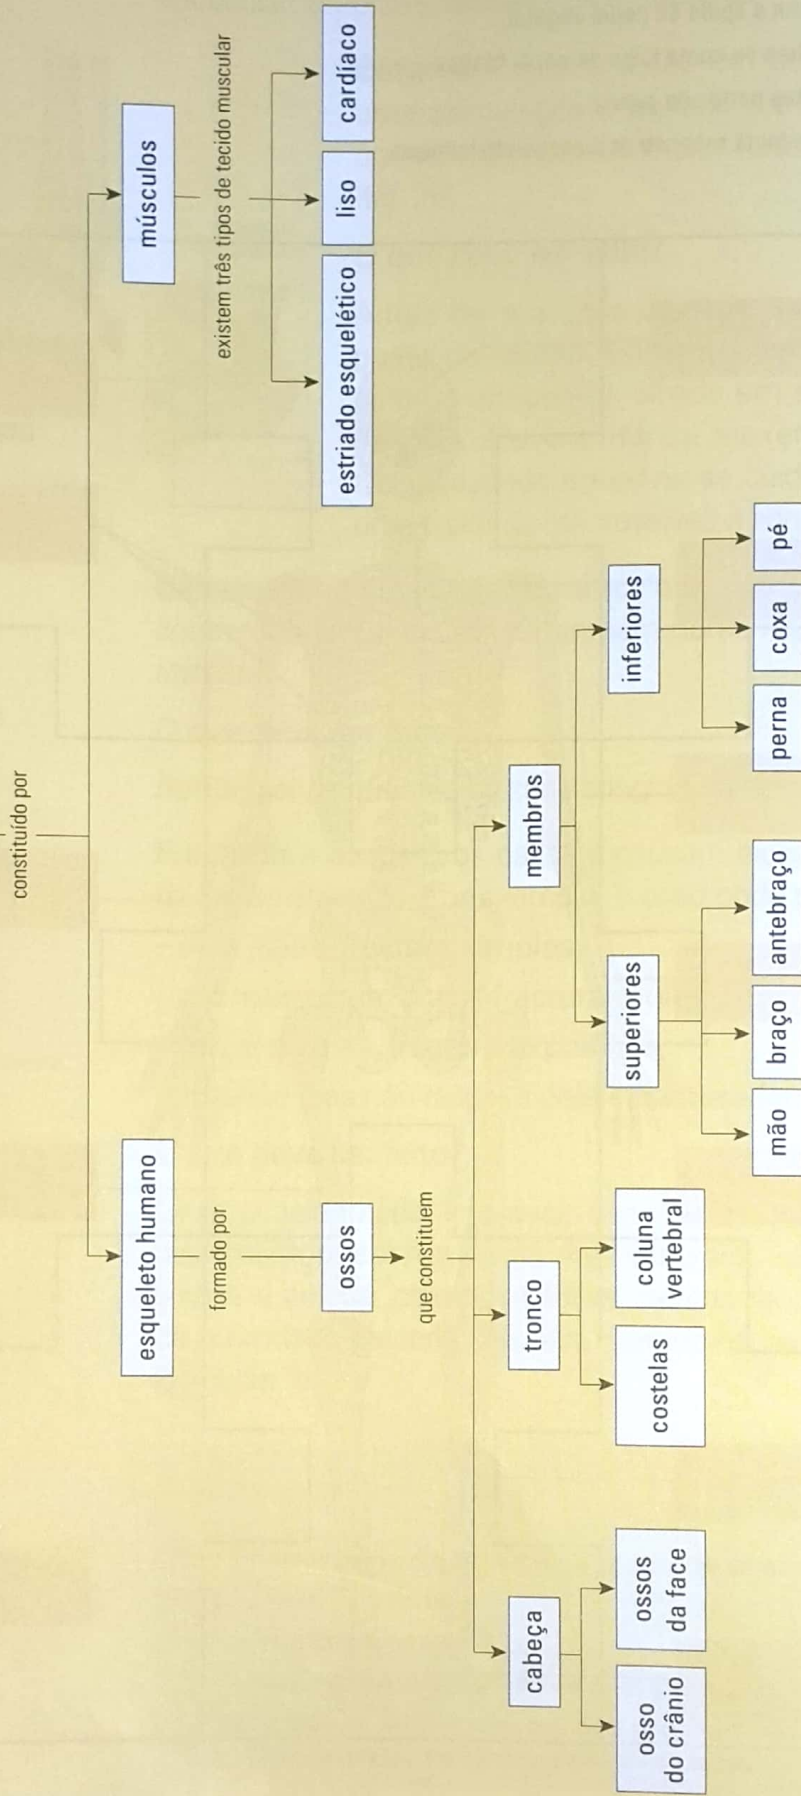 constituído por
esqueleto humano
músculos
formado por
existem três tipos de tecido muscular
ossos
estriado esquelético
liso
cardíaco
que constituem
cabeça
tronco
membros
osso
do crânio
ossos
da face
costelas
coluna
vertebral
superiores
inferiores
mão
braço
antebraço
perna
coxa
pé